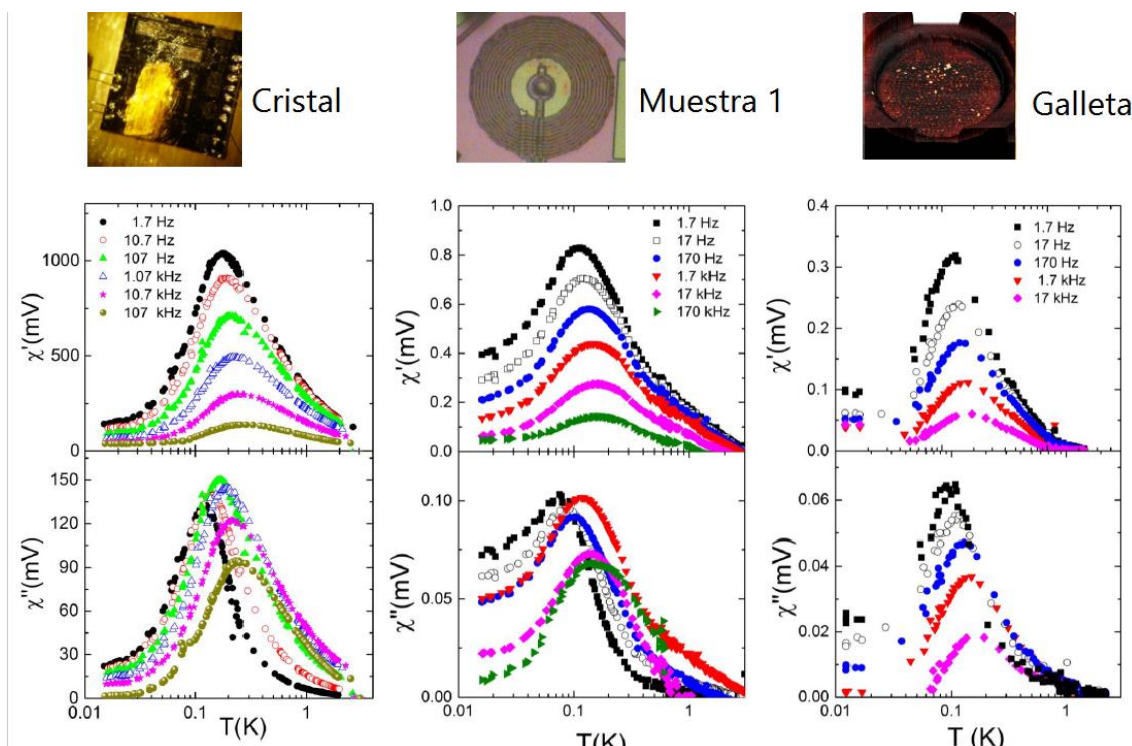 Cristal
Muestra 1
Galleta
χ'(mV)
1000
500
0
1.7 Hz
10.7 Hz
107 Hz
1.07 kHz
10.7 kHz
107 kHz
χ'(mV)
1.0
0.8
0.6
0.4
0.2
0.0
1.7 Hz
17 Hz
170 Hz
1.7 kHz
17 kHz
170 kHz
χ'(mV)
0.4
0.3
0.2
0.1
0.0
1.7 Hz
17 Hz
170 Hz
1.7 kHz
17 kHz
χ''(mV)
150
120
90
60
30
0
0.01 0.1 1
T(K)
χ''(mV)
0.10
0.05
0.00
0.01 0.1 1
T(K)
χ''(mV)
0.06
0.04
0.02
0.00
0.01 0.1 1
T (K)